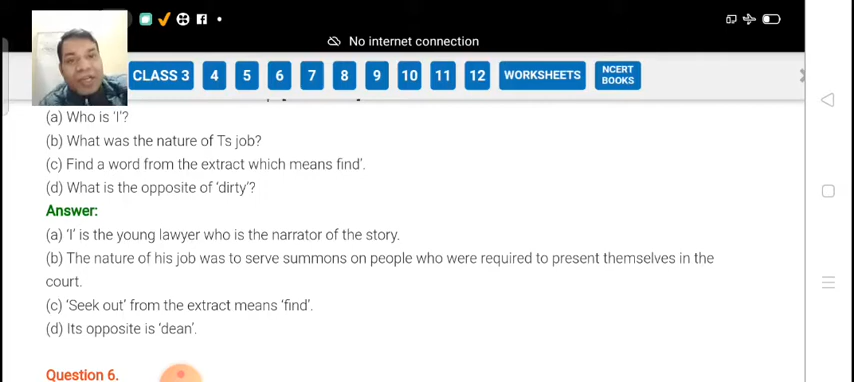 No internet connection
CLASS 3 4 5 6 7 8 9 10 11 12 WORKSHEETS NCERT BOOKS
(a) Who is ‘I’?
(b) What was the nature of Ts job?
(c) Find a word from the extract which means find’.
(d) What is the opposite of ‘dirty’?
Answer:
(a) ‘I’ is the young lawyer who is the narrator of the story.
(b) The nature of his job was to serve summons on people who were required to present themselves in the
court.
(c) ‘Seek out’ from the extract means ‘find’.
(d) Its opposite is ‘dean’.
Question 6.